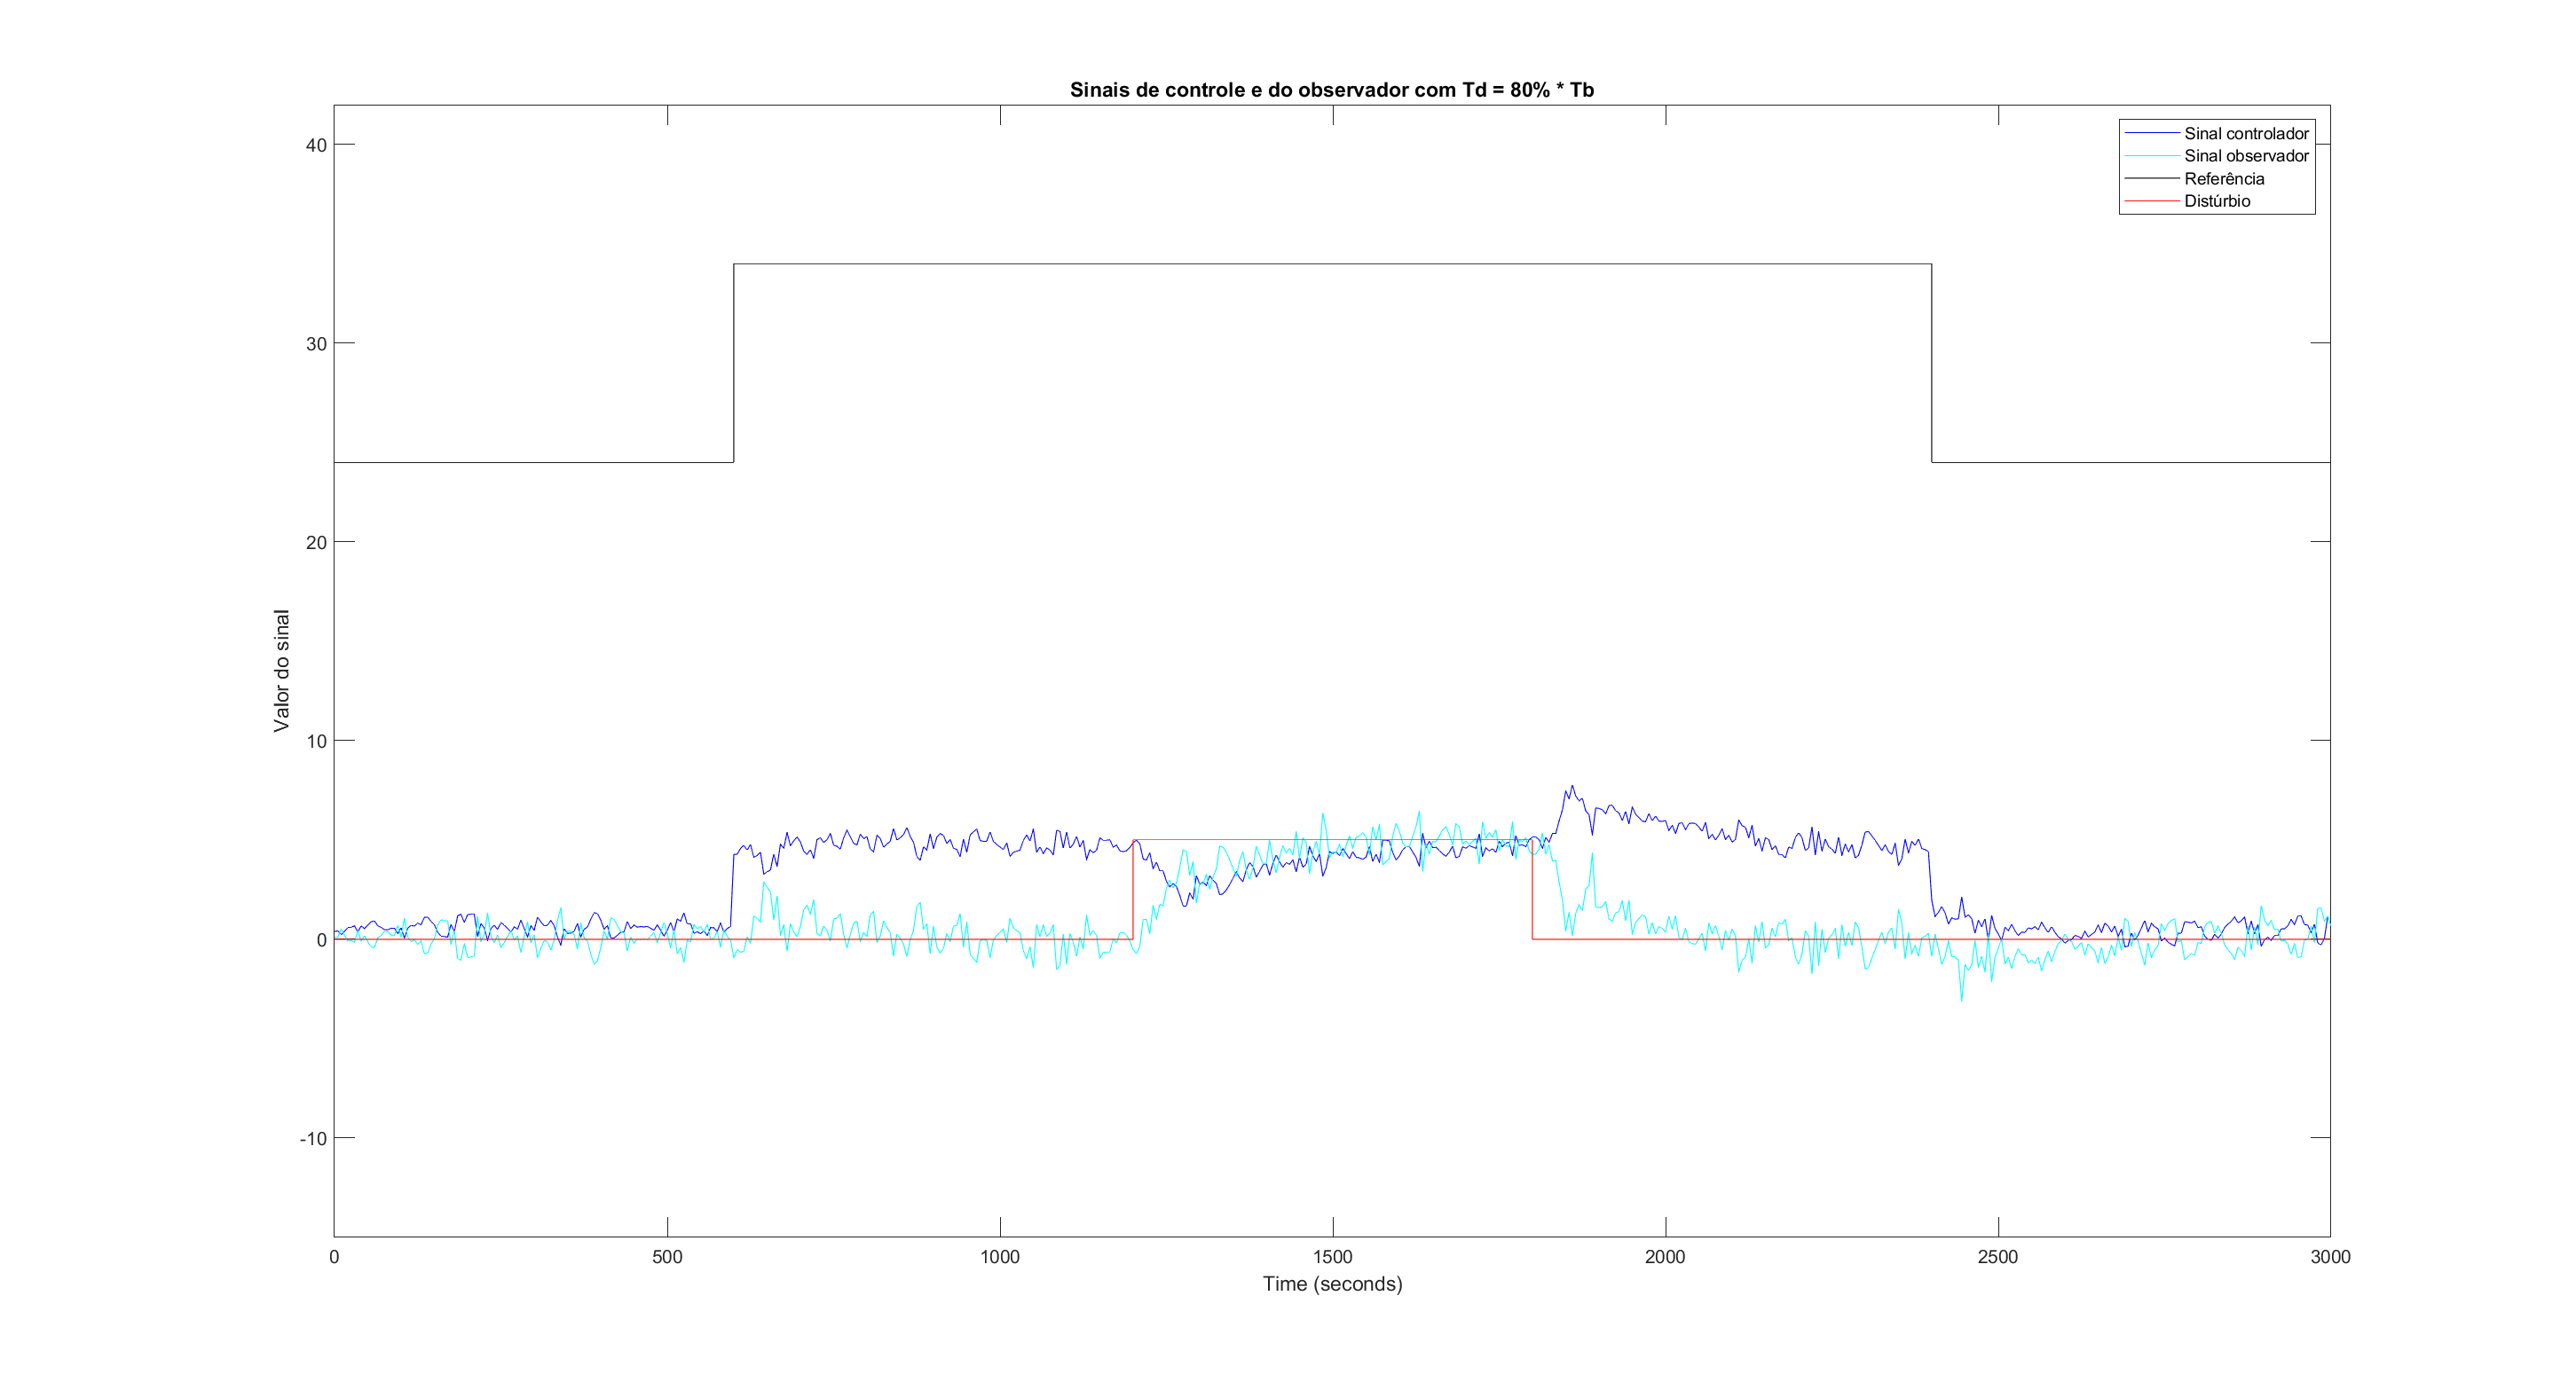 Sinais de controle e do observador com Td = 80% * Tb
Sinal controlador
Sinal observador
Referência
Distúrbio
40
30
20
10
0
-10
Valor do sinal
0 500 1000 1500 2000 2500 3000
Time (seconds)